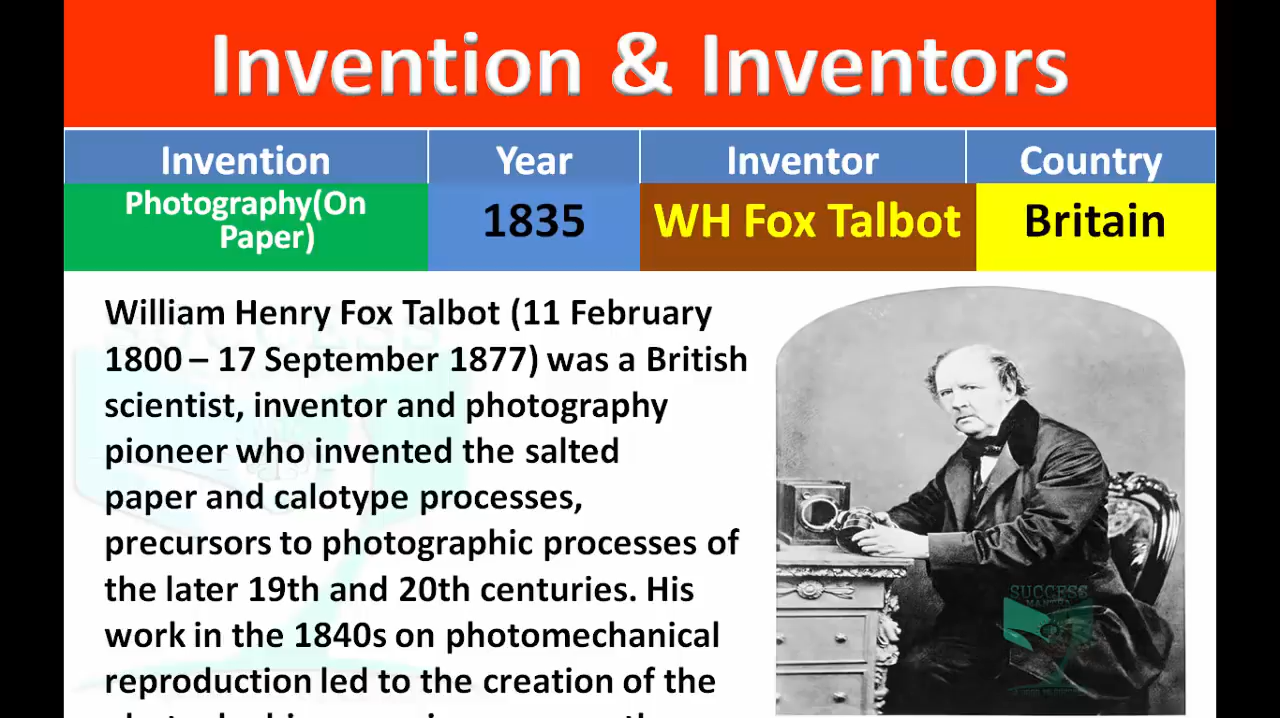 Invention & Inventors
Invention Year Inventor Country
Photography(On
Paper)
1835 WH Fox Talbot Britain
William Henry Fox Talbot (11 February
1800 – 17 September 1877) was a British
scientist, inventor and photography
pioneer who invented the salted
paper and calotype processes,
precursors to photographic processes of
the later 19th and 20th centuries. His
work in the 1840s on photomechanical
reproduction led to the creation of the
SUCCESS
MANTRA